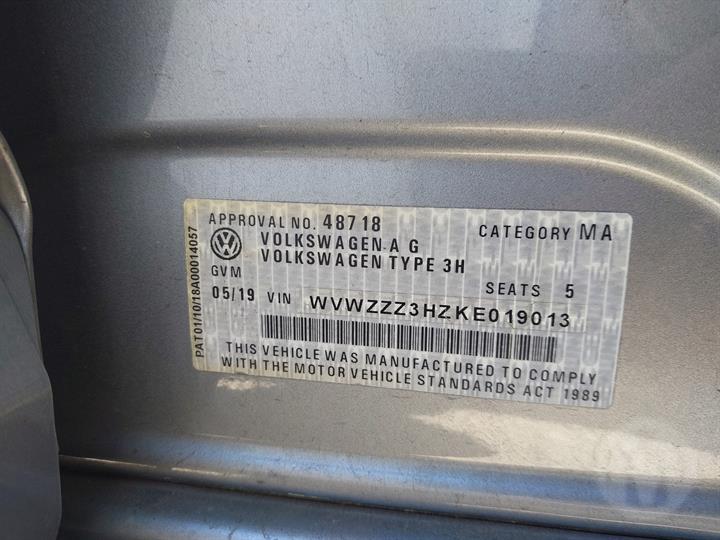 APPROVAL NO. 48718 CATEGORY MA
VOLKSWAGEN A G
VOLKSWAGEN TYPE 3H
GVM SEATS 5
05/19 VIN WVWZZZ3HZKE019013
THIS VEHICLE WAS MANUFACTURED TO COMPLY
WITH THE MOTOR VEHICLE STANDARDS ACT 1989
PAT01/10/18A00014057